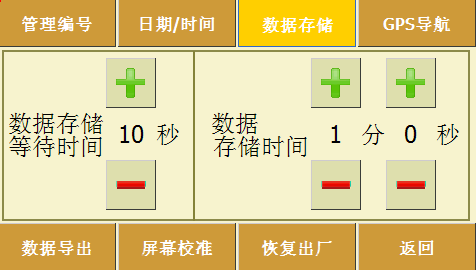 管理编号 日期/时间 数据存储 GPS导航
数据存储
等待时间 10 秒
数据
存储时间 1 分 0 秒
数据导出 屏幕校准 恢复出厂 返回